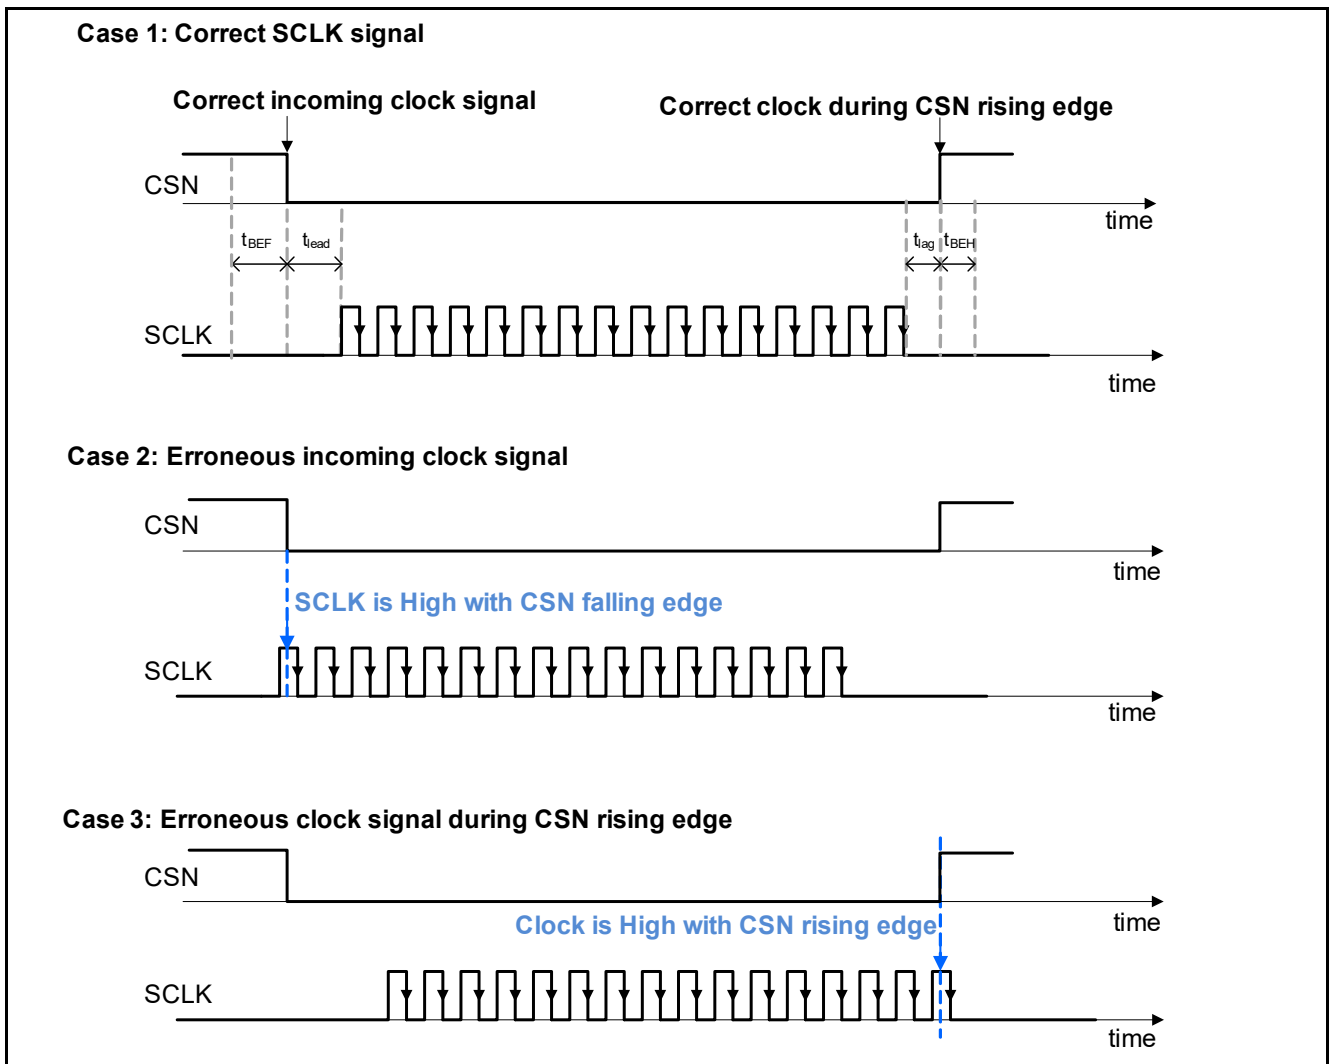 Case 1: Correct SCLK signal
Correct incoming clock signal
Correct clock during CSN rising edge
CSN
time
tBEF
tlead
tlag
tBEH
SCLK
time
Case 2: Erroneous incoming clock signal
CSN
time
SCLK is High with CSN falling edge
SCLK
time
Case 3: Erroneous clock signal during CSN rising edge
CSN
time
Clock is High with CSN rising edge
SCLK
time